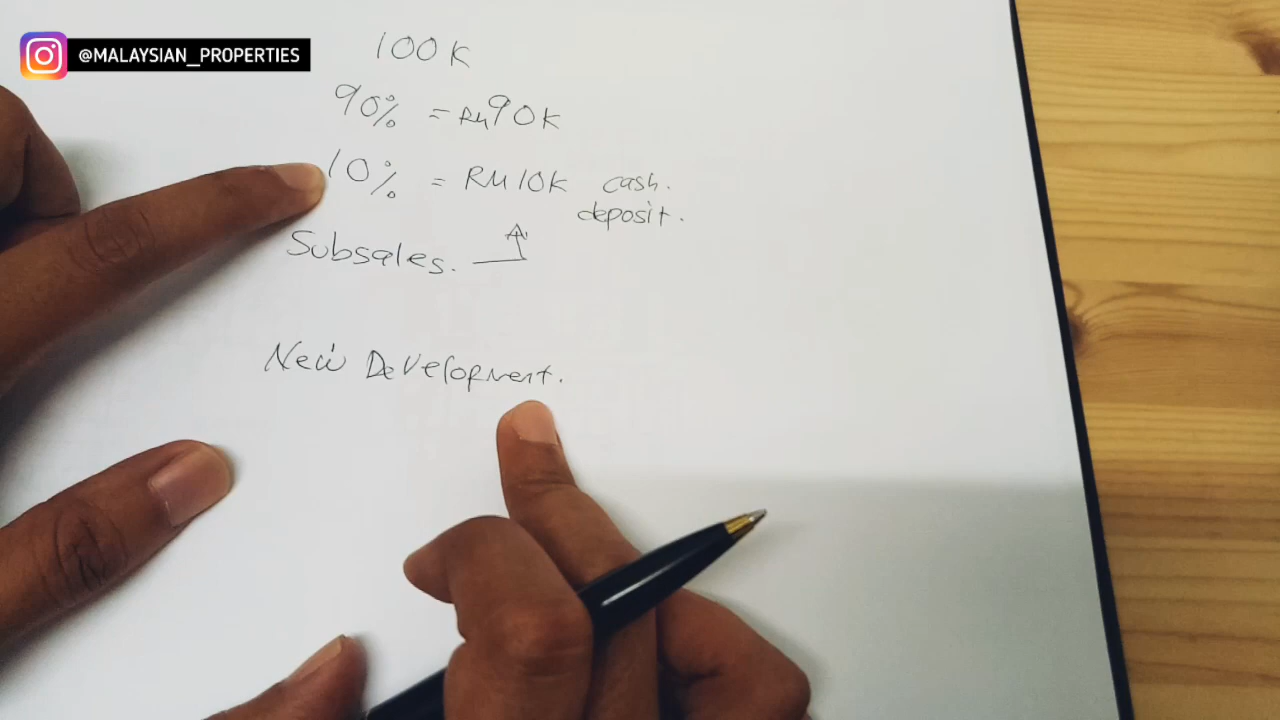 @MALAYSIAN_PROPERTIES
100K
90% = RM90K
10% = RM10K cash.
deposit.
Subsales.
New Development.